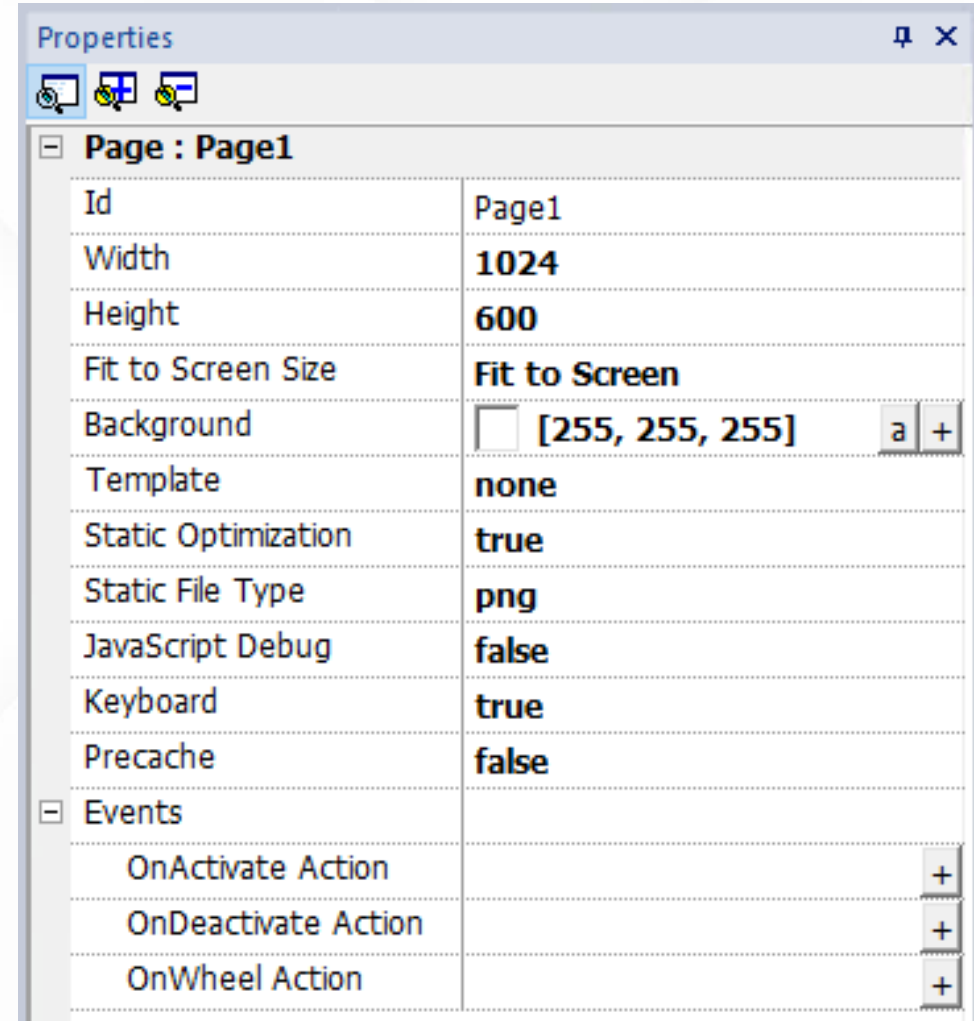 Properties
Page : Page1
Id Page1
Width 1024
Height 600
Fit to Screen Size Fit to Screen
Background [255, 255, 255] a +
Template none
Static Optimization true
Static File Type png
JavaScript Debug false
Keyboard true
Precache false
Events
OnActivate Action +
OnDeactivate Action +
OnWheel Action +